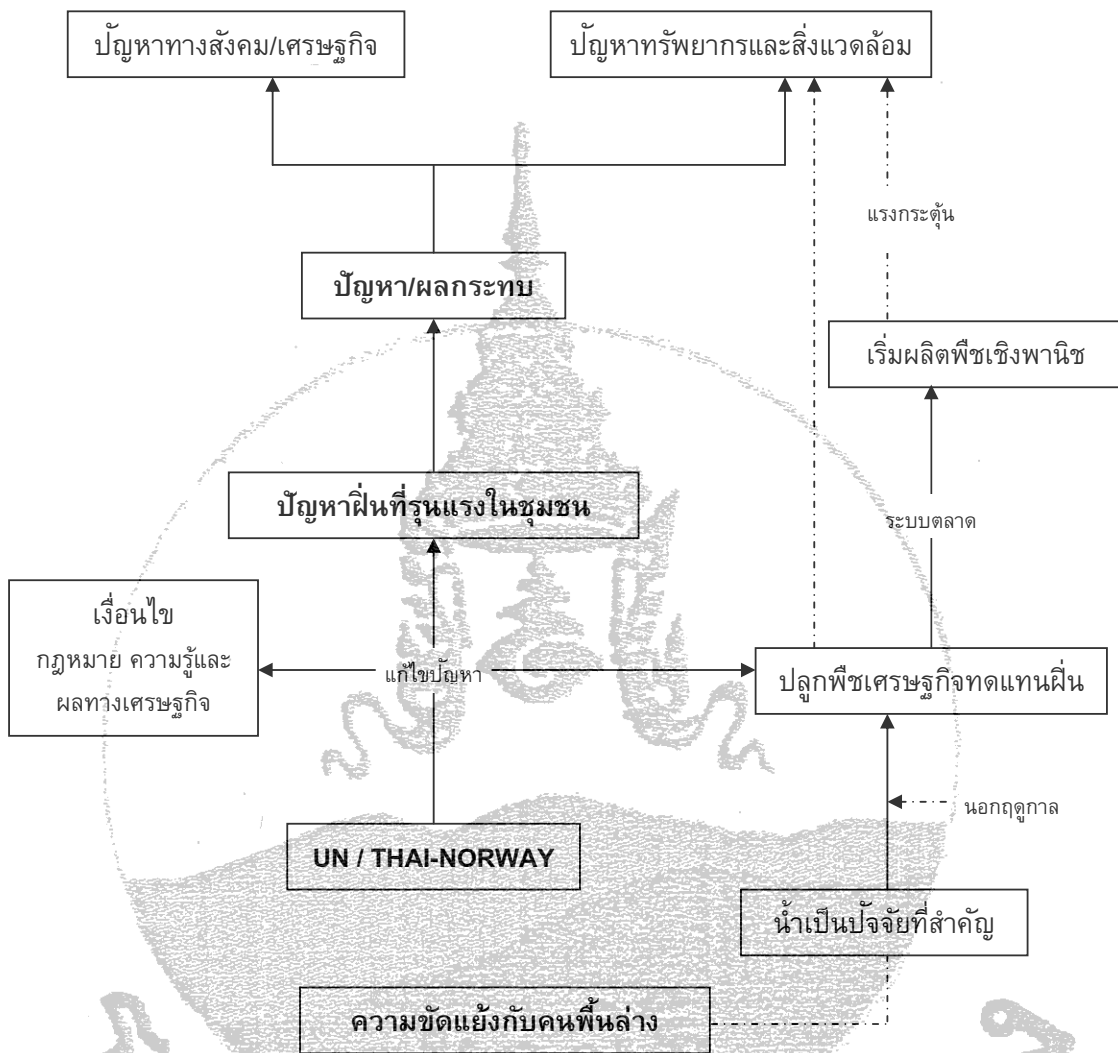 ปัญหาทางสังคม/เศรษฐกิจ
ปัญหาทรัพยากรและสิ่งแวดล้อม
แรงกระตุ้น
ปัญหา/ผลกระทบ
เริ่มผลิตพืชเชิงพานิช
ปัญหาฝิ่นที่รุนแรงในชุมชน
ระบบตลาด
เงื่อนไข
กฎหมาย ความรู้และ
ผลทางเศรษฐกิจ
แก้ไขปัญหา
ปลูกพืชเศรษฐกิจทดแทนฝิ่น
นอกฤดูกาล
UN / THAI-NORWAY
น้ำเป็นปัจจัยที่สำคัญ
ความขัดแย้งกับคนพื้นล่าง